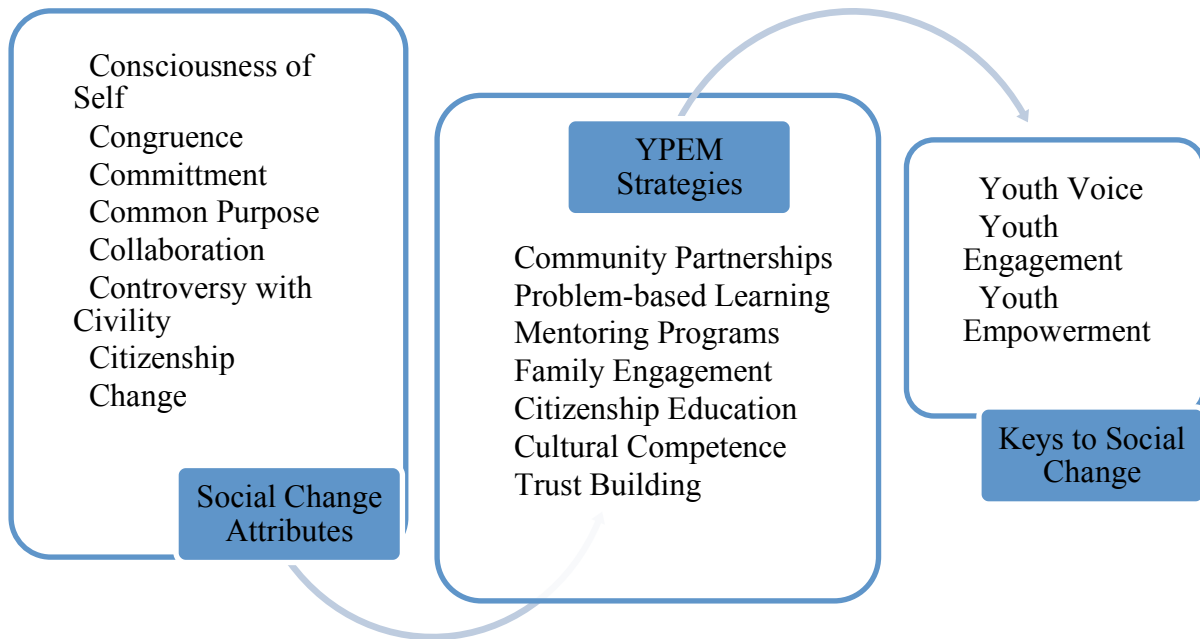 Consciousness of
Self
Congruence
Committment
Common Purpose
Collaboration
Controversy with
Civility
Citizenship
Change
Social Change
Attributes
YPEM
Strategies
Community Partnerships
Problem-based Learning
Mentoring Programs
Family Engagement
Citizenship Education
Cultural Competence
Trust Building
Youth Voice
Youth
Engagement
Youth
Empowerment
Keys to Social
Change